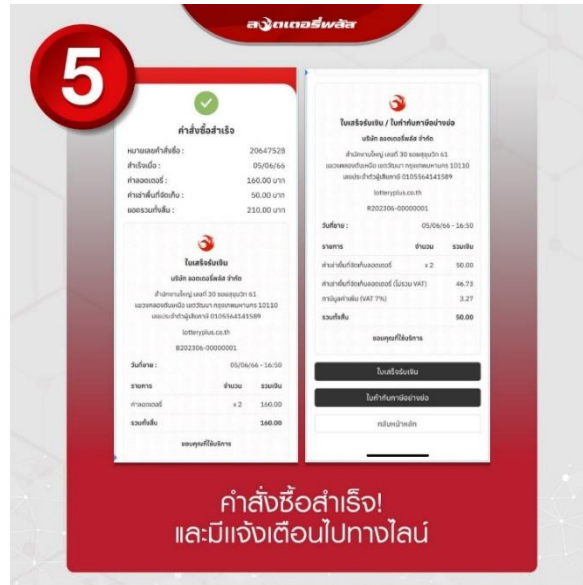 ลอตเตอรี่พลัส
5
คำสั่งซื้อสำเร็จ
หมายเลขคำสั่งซื้อ : 20647528
สำเร็จเมื่อ : 05/06/66
ค่าลอตเตอรี่ : 160.00 บาท
ค่าเช่าพื้นที่จัดเก็บ : 50.00 บาท
ยอดรวมทั้งสิ้น : 210.00 บาท
ใบเสร็จรับเงิน
บริษัท ลอตเตอรี่พลัส จำกัด
สำนักงานใหญ่ เลขที่ 30 ซอยสุขุมวิท 61
แขวงคลองตันเหนือ เขตวัฒนา กรุงเทพมหานคร 10110
เลขประจำตัวผู้เสียภาษี 0105564141589
lotteryplus.co.th
B202306-00000001
วันที่ขาย : 05/06/66 - 16:50
รายการ จำนวน รวมเงิน
ค่าลอตเตอรี่ x 2 160.00
รวมทั้งสิ้น 160.00
ขอบคุณที่ใช้บริการ
ใบเสร็จรับเงิน / ใบกำกับภาษีอย่างย่อ
บริษัท ลอตเตอรี่พลัส จำกัด
สำนักงานใหญ่ เลขที่ 30 ซอยสุขุมวิท 61
แขวงคลองตันเหนือ เขตวัฒนา กรุงเทพมหานคร 10110
เลขประจำตัวผู้เสียภาษี 0105564141589
lotteryplus.co.th
R202306-00000001
วันที่ขาย : 05/06/66 - 16:50
รายการ จำนวน รวมเงิน
ค่าเช่าพื้นที่จัดเก็บลอตเตอรี่ x 2 50.00
ค่าเช่าพื้นที่จัดเก็บลอตเตอรี่ (ไม่รวม VAT) 46.73
ภาษีมูลค่าเพิ่ม (VAT 7%) 3.27
รวมทั้งสิ้น 50.00
ขอบคุณที่ใช้บริการ
ใบเสร็จรับเงิน
ใบกำกับภาษีอย่างย่อ
กลับหน้าหลัก
คำสั่งซื้อสำเร็จ!
และมีแจ้งเตือนไปทางไลน์